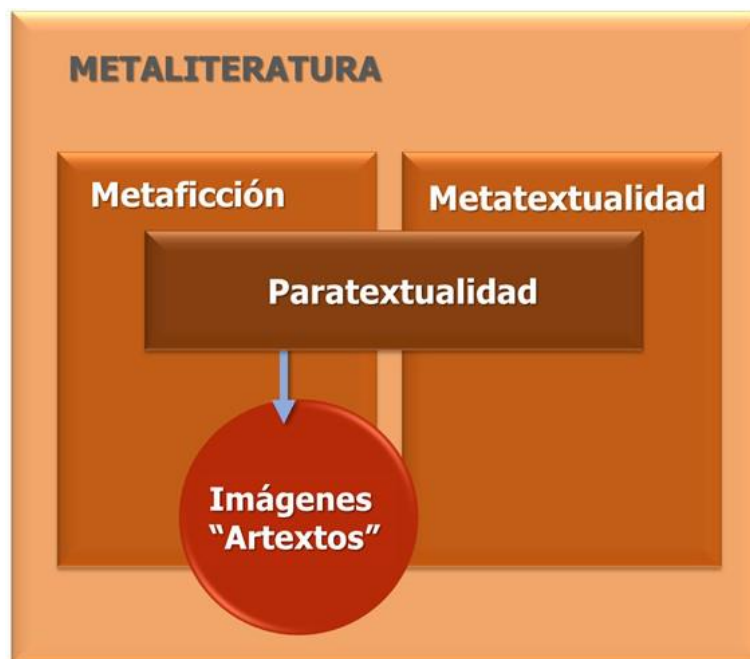 METALITERATURA
Metaficción
Metatextualidad
Paratextualidad
Imágenes
“Artextos”